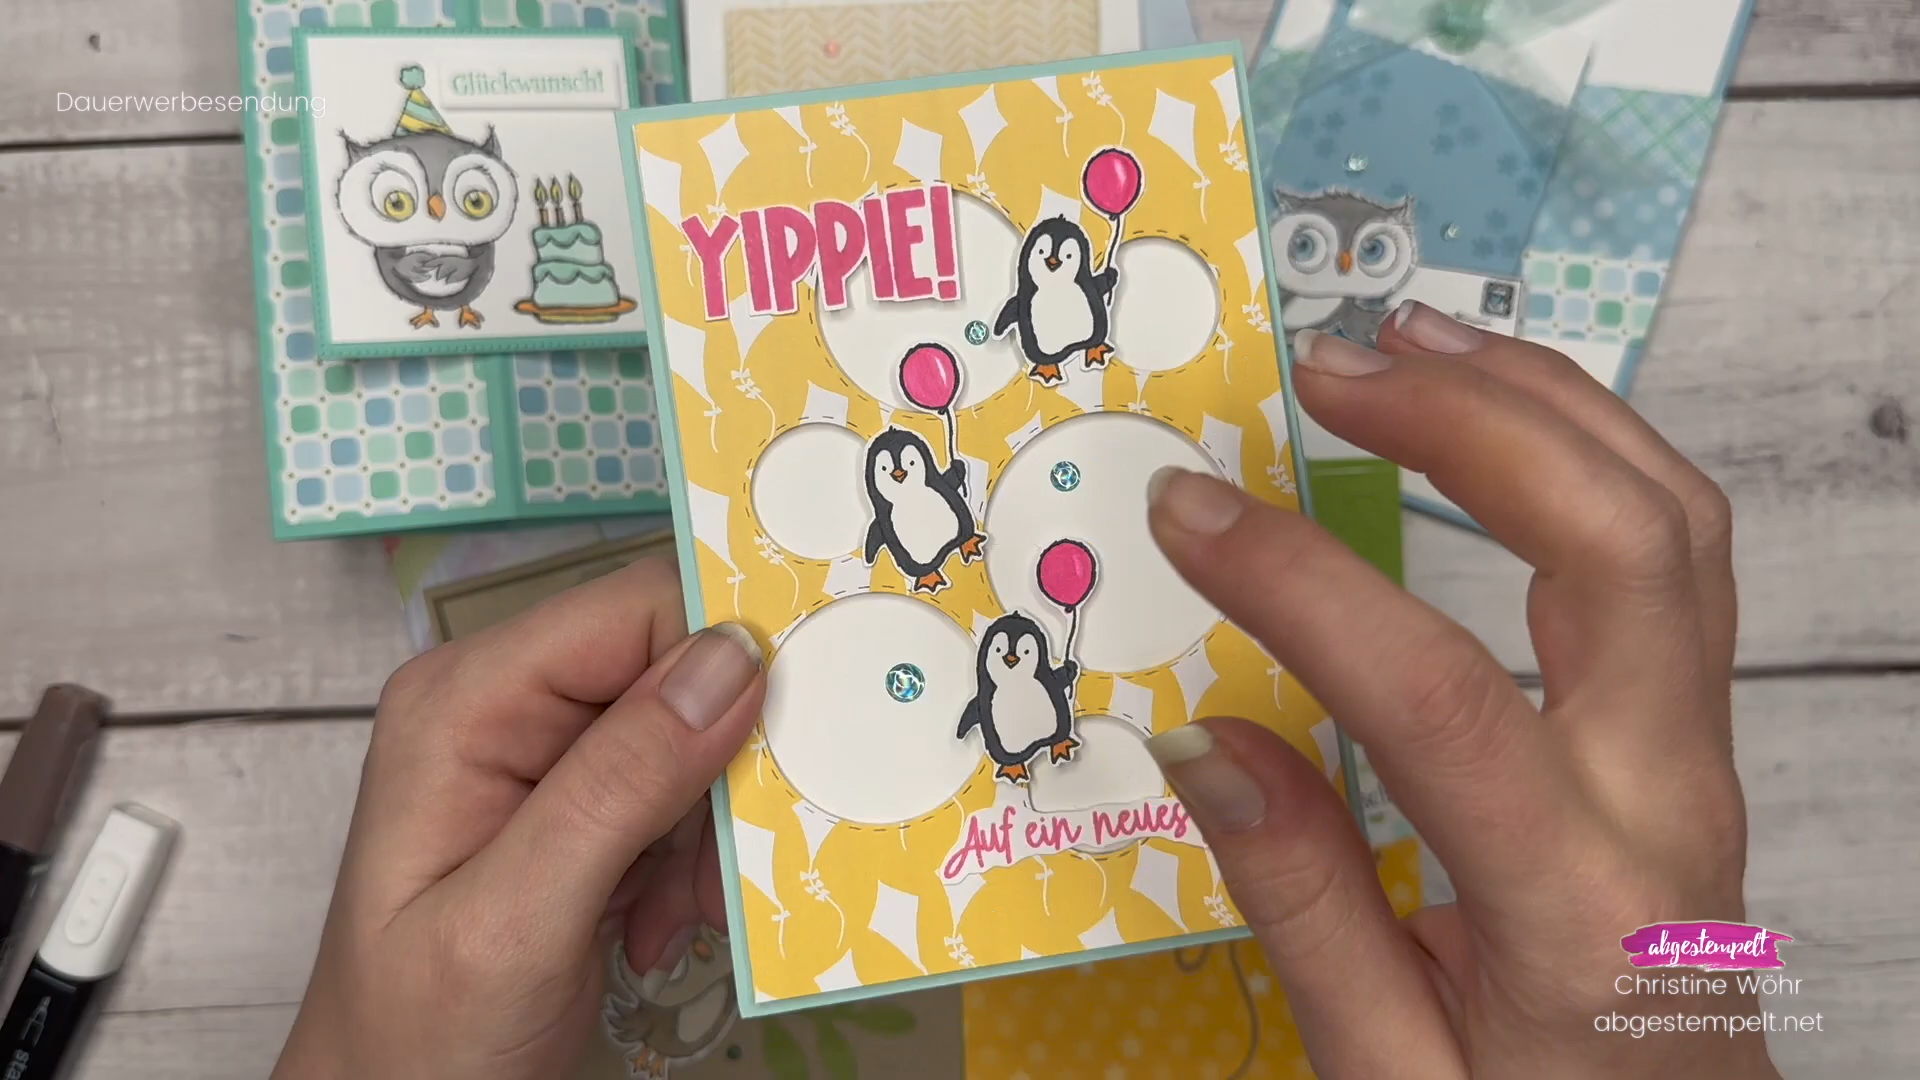 Dauerwerbesendung
Glückwunsch!
YIPPIE!
Auf ein neues
abgestempelt
Christine Wöhr
abgestempelt.net